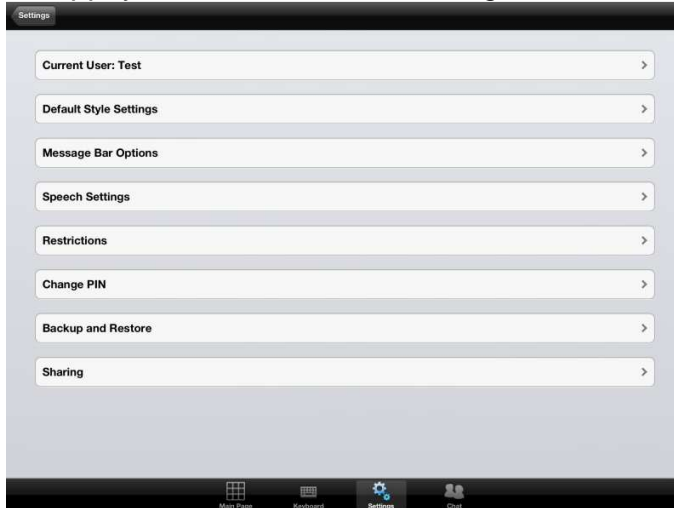 Settings
Current User: Test
Default Style Settings
Message Bar Options
Speech Settings
Restrictions
Change PIN
Backup and Restore
Sharing
Main Page Keyboard Settings Chat